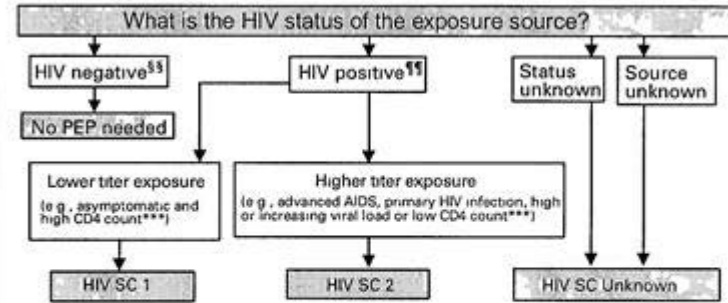 What is the HIV status of the exposure source?
HIV negative§§
HIV positive¶¶
Status
unknown
Source
unknown
No PEP needed
Lower titer exposure
(e g , asymptomatic and
high CD4 count***)
Higher titer exposure
(e g , advanced AIDS, primary HIV infection, high
or increasing viral load or low CD4 count***)
HIV SC 1
HIV SC 2
HIV SC Unknown